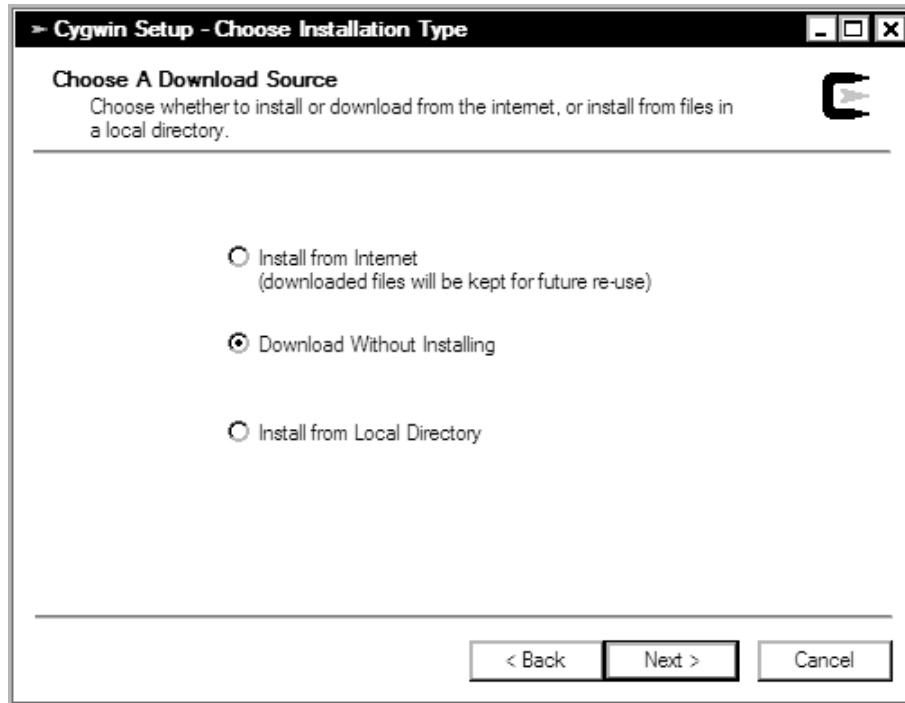 Cygwin Setup - Choose Installation Type
Choose A Download Source
Choose whether to install or download from the internet, or install from files in
a local directory.
Install from Internet
(downloaded files will be kept for future re-use)
Download Without Installing
Install from Local Directory
< Back Next > Cancel